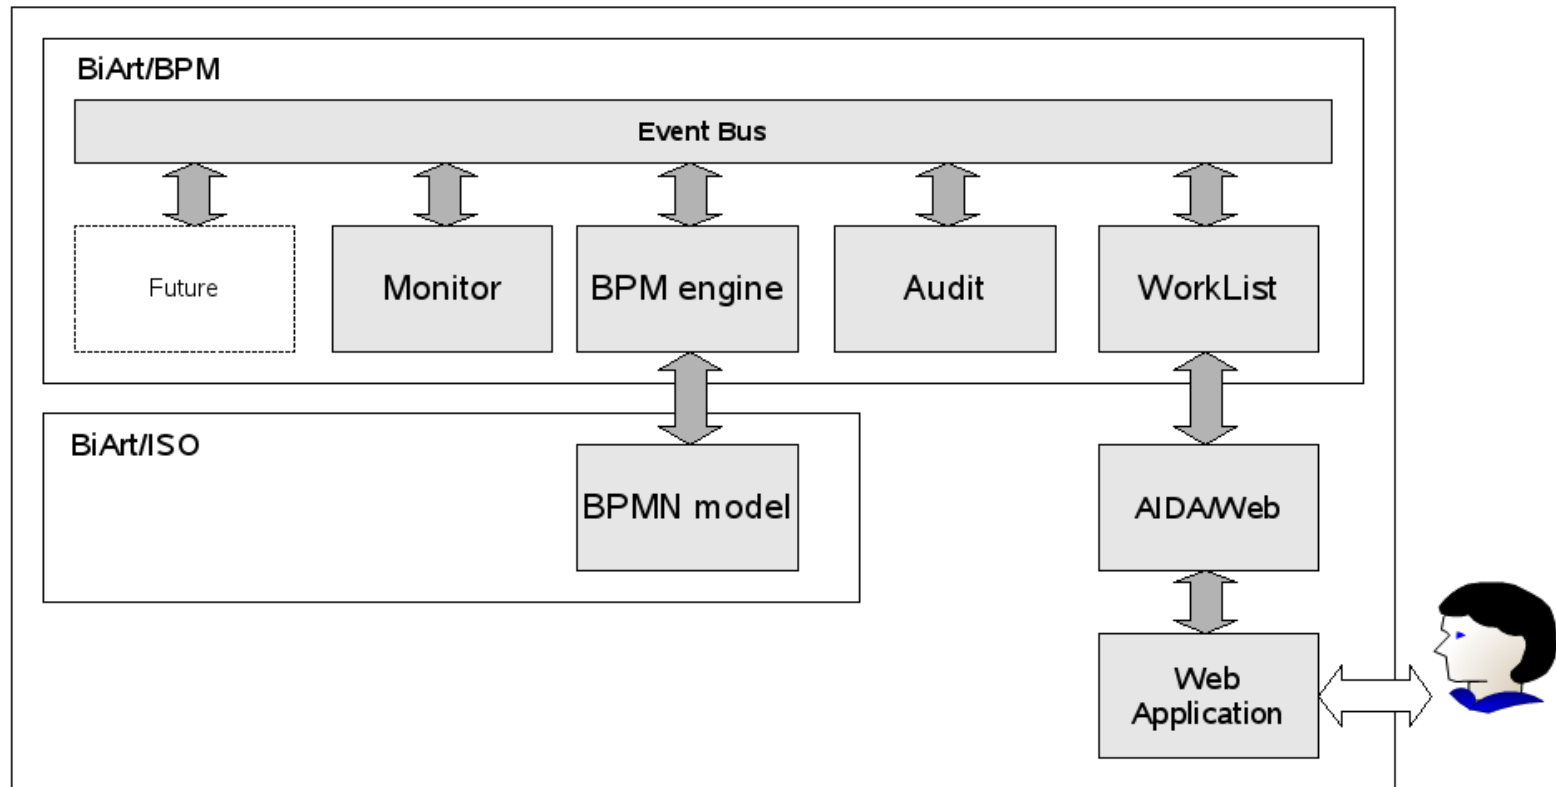 BiArt/BPM
Event Bus
Future
Monitor
BPM engine
Audit
WorkList
BiArt/ISO
BPMN model
AIDA/Web
Web
Application